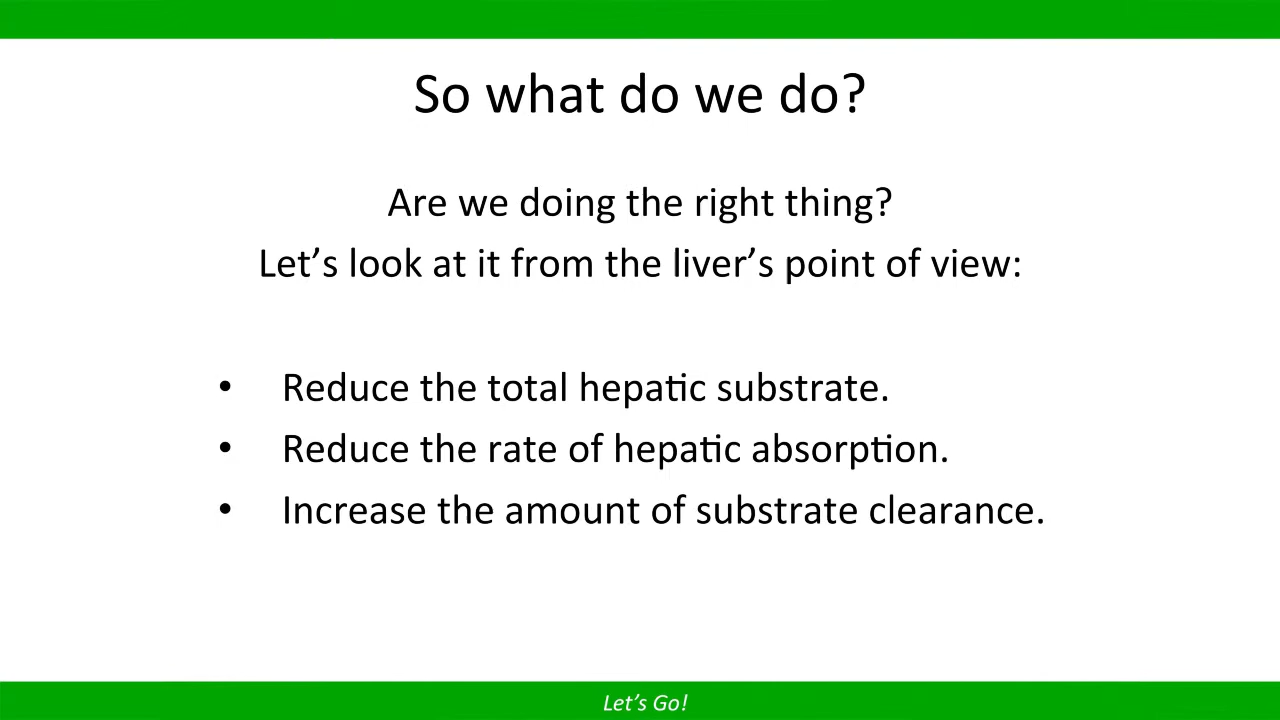 So what do we do?
Are we doing the right thing?
Let’s look at it from the liver’s point of view:
• Reduce the total hepatic substrate.
• Reduce the rate of hepatic absorption.
• Increase the amount of substrate clearance.
Let’s Go!